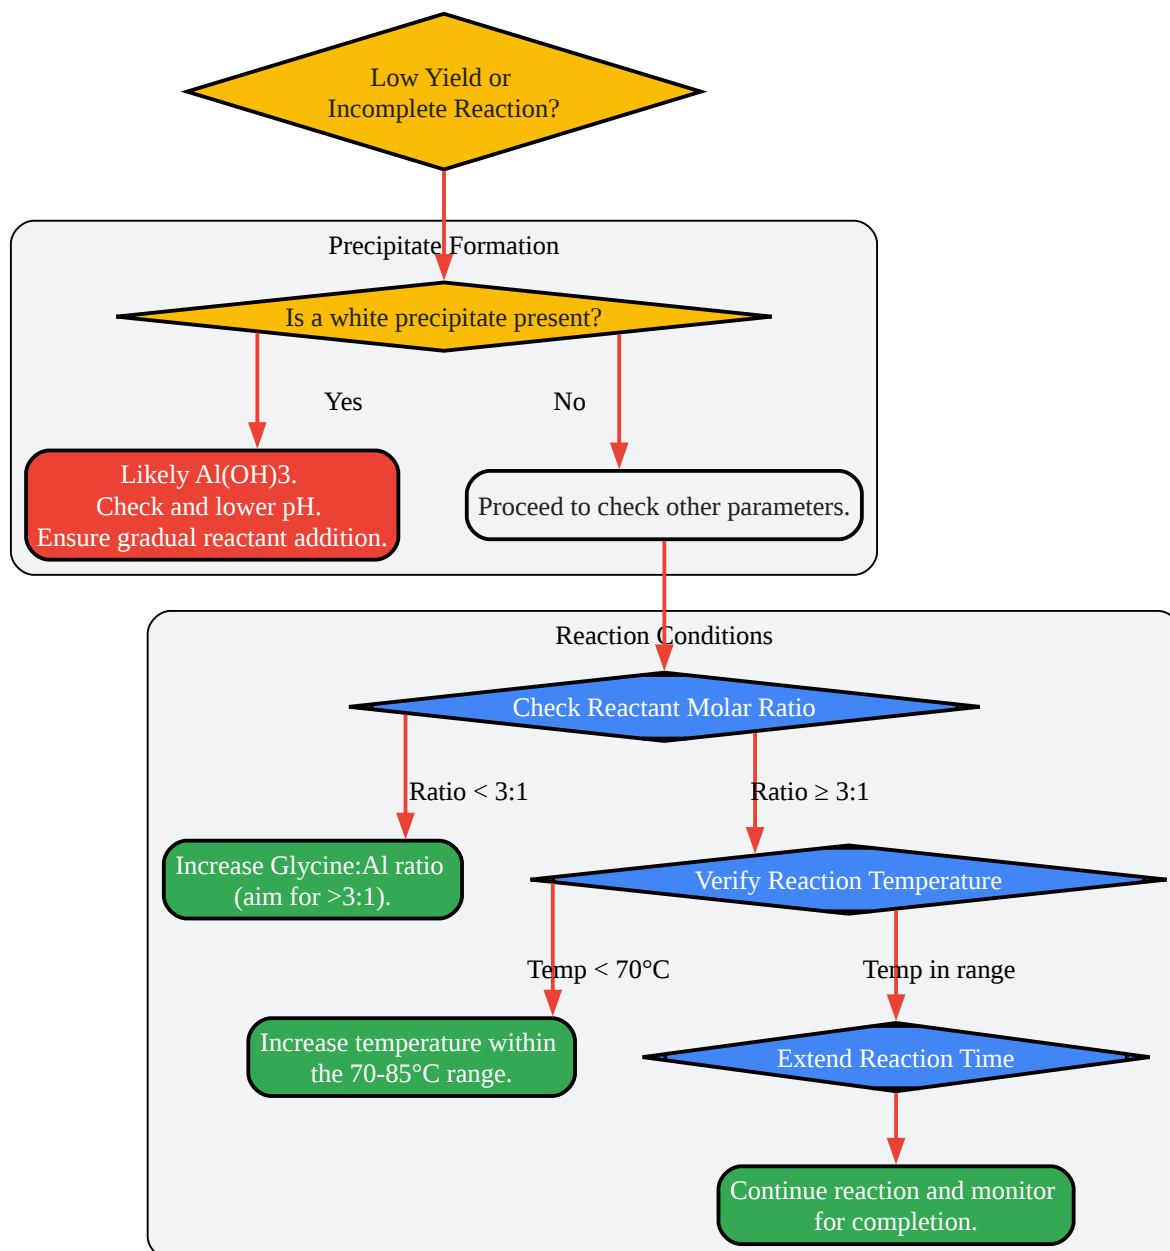 Low Yield or
Incomplete Reaction?
Precipitate Formation
Is a white precipitate present?
Yes
No
Likely Al(OH)3.
Check and lower pH.
Ensure gradual reactant addition.
Proceed to check other parameters.
Reaction Conditions
Check Reactant Molar Ratio
Ratio < 3:1
Ratio ≥ 3:1
Increase Glycine:Al ratio
(aim for >3:1).
Verify Reaction Temperature
Temp < 70°C
Temp in range
Increase temperature within
the 70-85°C range.
Extend Reaction Time
Continue reaction and monitor
for completion.